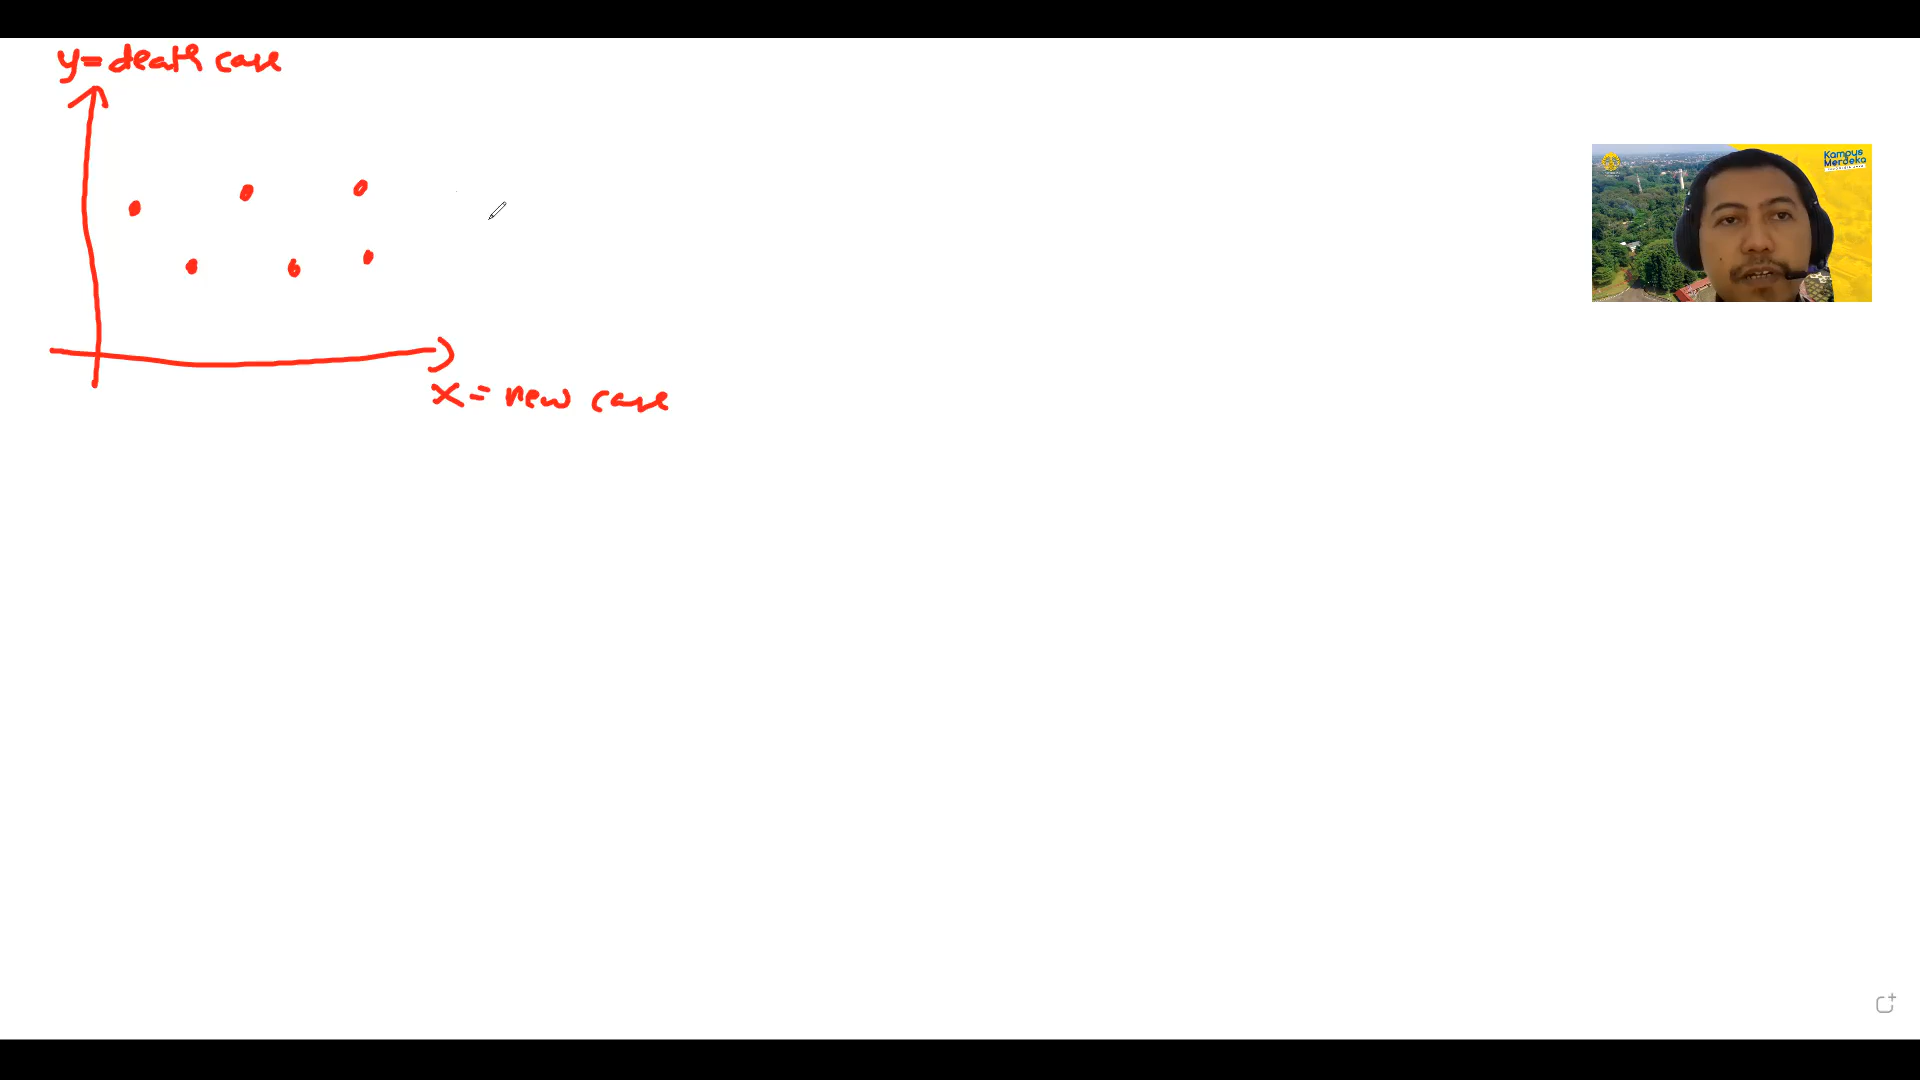 y = death case
Kampus
Merdeka
x = new case